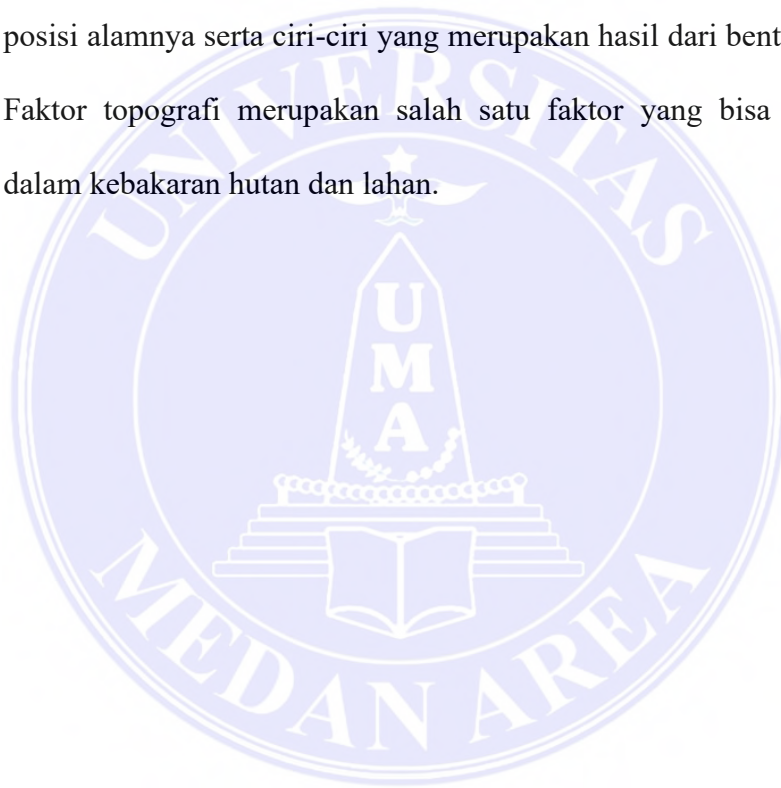 posisi alamnya serta ciri-ciri yang merupakan hasil dari bent
Faktor topografi merupakan salah satu faktor yang bisa
dalam kebakaran hutan dan lahan.
UNIVERSITAS
U
M
A
MEDAN AREA